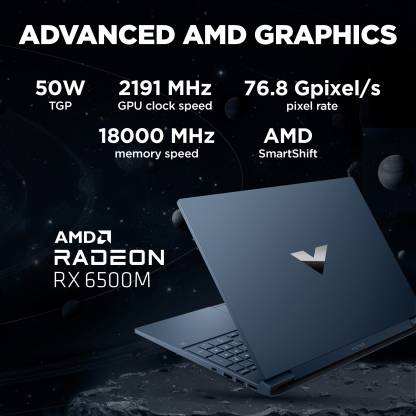 ADVANCED AMD GRAPHICS
50W 2191 MHz 76.8 Gpixel/s
TGP GPU clock speed pixel rate
18000 MHz AMD
memory speed SmartShift
AMD
RADEON
RX 6500M